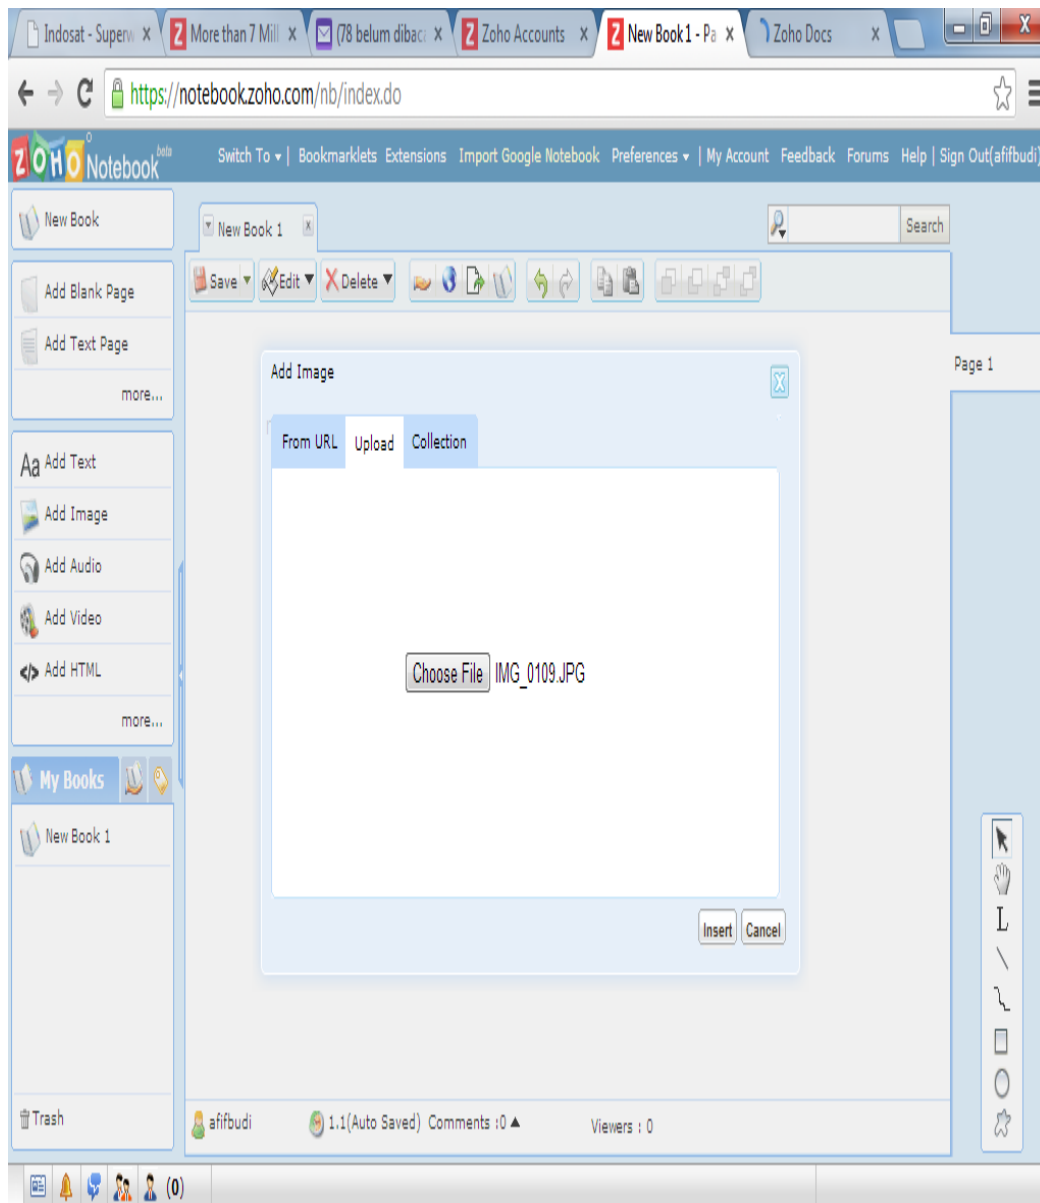 Indosat - Superw
More than 7 Mill
(78 belum dibaca
Zoho Accounts
New Book 1 - Pa
Zoho Docs
https://notebook.zoho.com/nb/index.do
ZOHO Notebook beta
Switch To | Bookmarklets Extensions Import Google Notebook Preferences | My Account Feedback Forums Help | Sign Out(afifbudi)
New Book
New Book 1
Search
Add Blank Page
Save Edit Delete
Add Text Page
more...
Page 1
Add Image
From URL Upload Collection
Aa Add Text
Add Image
Add Audio
Add Video
</> Add HTML
more...
Choose File IMG_0109.JPG
My Books
New Book 1
Insert Cancel
Trash
afifbudi 1.1(Auto Saved) Comments :0 Viewers : 0
(0)